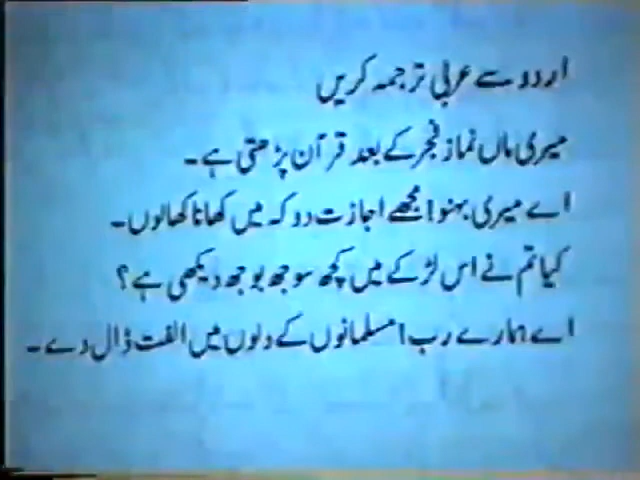 اردو سے عربی ترجمہ کریں
میری ماں نماز فجر کے بعد قرآن پڑھتی ہے۔
اے میری بہنو! مجھے اجازت دو کہ میں کھانا کھالوں۔
کیا تم نے اس لڑکے میں کچھ سوجھ بوجھ دیکھی ہے؟
اے ہمارے رب! مسلمانوں کے دلوں میں الفت ڈال دے۔